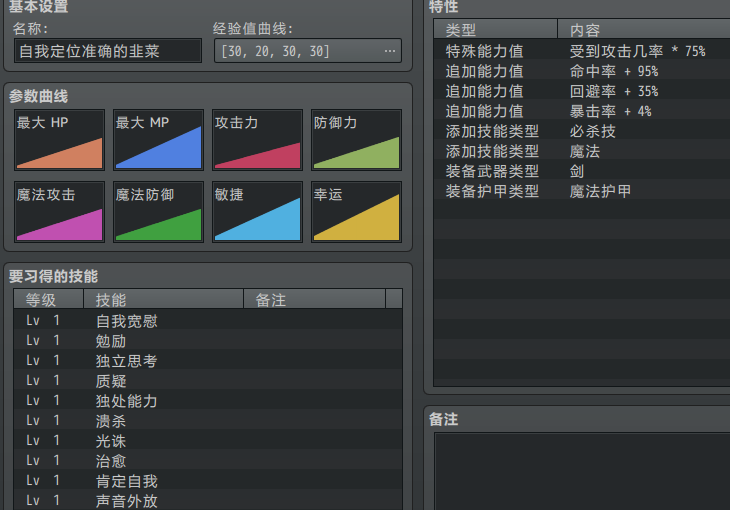 基本设置
名称:
经验值曲线:
自我定位准确的韭菜
[30, 20, 30, 30] ...
参数曲线
最大 HP
最大 MP
攻击力
防御力
魔法攻击
魔法防御
敏捷
幸运
要习得的技能
等级 技能 备注
Lv 1 自我宽慰
Lv 1 勉励
Lv 1 独立思考
Lv 1 质疑
Lv 1 独处能力
Lv 1 溃杀
Lv 1 光诛
Lv 1 治愈
Lv 1 肯定自我
Lv 1 声音外放
特性
类型 内容
特殊能力值 受到攻击几率 * 75%
追加能力值 命中率 + 95%
追加能力值 回避率 + 35%
追加能力值 暴击率 + 4%
添加技能类型 必杀技
添加技能类型 魔法
装备武器类型 剑
装备护甲类型 魔法护甲
备注